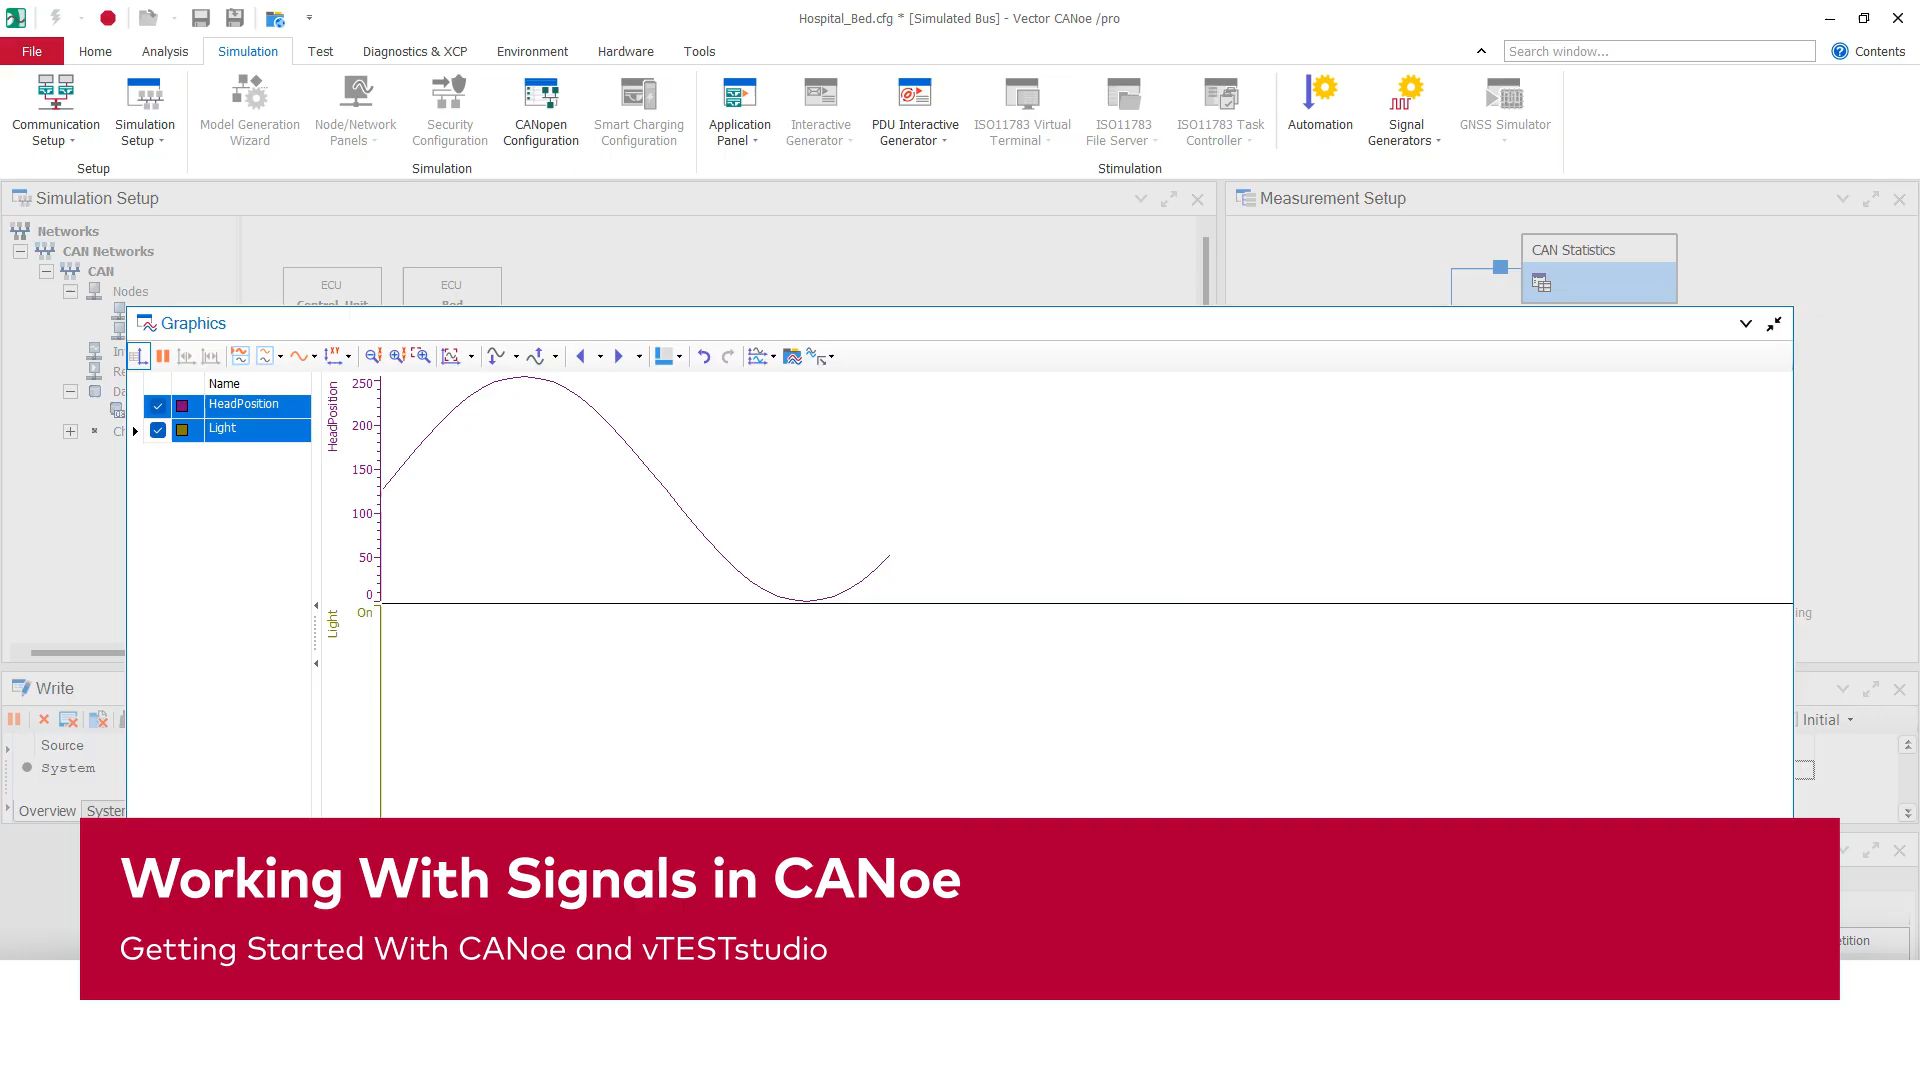 Hospital_Bed.cfg * [Simulated Bus] - Vector CANoe /pro
File Home Analysis Simulation Test Diagnostics & XCP Environment Hardware Tools
Search window...
Contents
Communication Setup
Simulation Setup
Model Generation Wizard
Node/Network Panels
Security Configuration
CANopen Configuration
Smart Charging Configuration
Application Panel
Interactive Generator
PDU Interactive Generator
ISO11783 Virtual Terminal
ISO11783 File Server
ISO11783 Task Controller
Automation
Signal Generators
GNSS Simulator
Setup
Simulation
Stimulation
Simulation Setup
Measurement Setup
Networks
CAN Networks
CAN
Nodes
ECU
ECU
Control_Unit
Bed
CAN Statistics
Graphics
Name
HeadPosition
Light
HeadPosition
250
200
150
100
50
0
Light
On
Write
Source
System
Overview
Initial
Working With Signals in CANoe
Getting Started With CANoe and vTESTstudio